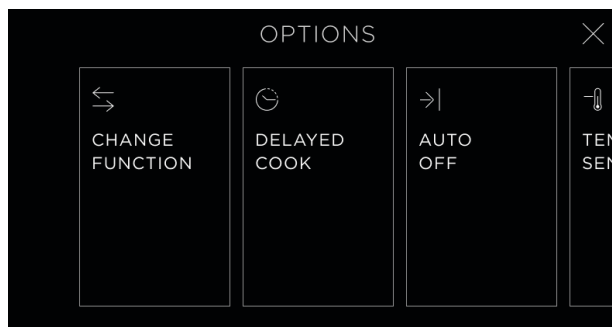 OPTIONS
CHANGE
FUNCTION
DELAYED
COOK
AUTO
OFF